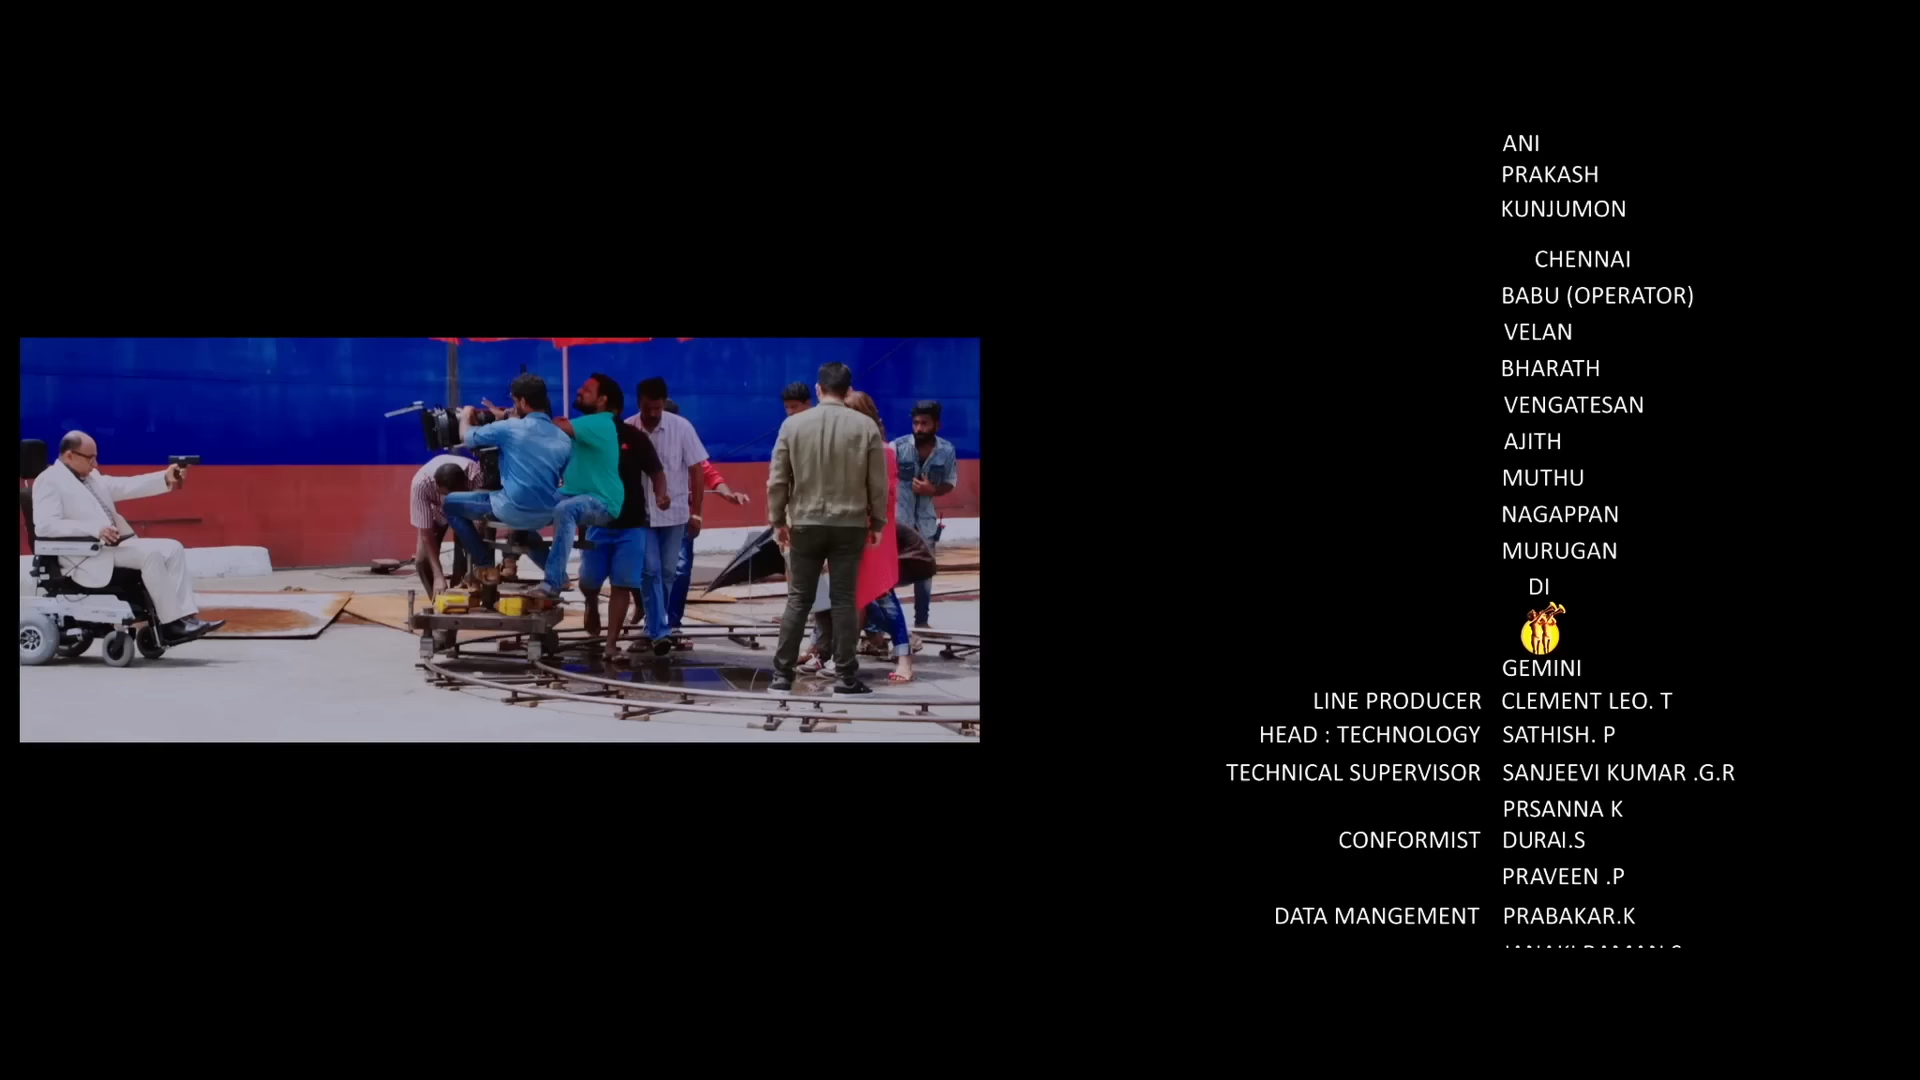 ANI
PRAKASH
KUNJUMON
CHENNAI
BABU (OPERATOR)
VELAN
BHARATH
VENGATESAN
AJITH
MUTHU
NAGAPPAN
MURUGAN
DI
GEMINI
LINE PRODUCER CLEMENT LEO. T
HEAD : TECHNOLOGY SATHISH. P
TECHNICAL SUPERVISOR SANJEEVI KUMAR .G.R
PRSANNA K
CONFORMIST DURAI.S
PRAVEEN .P
DATA MANGEMENT PRABAKAR.K